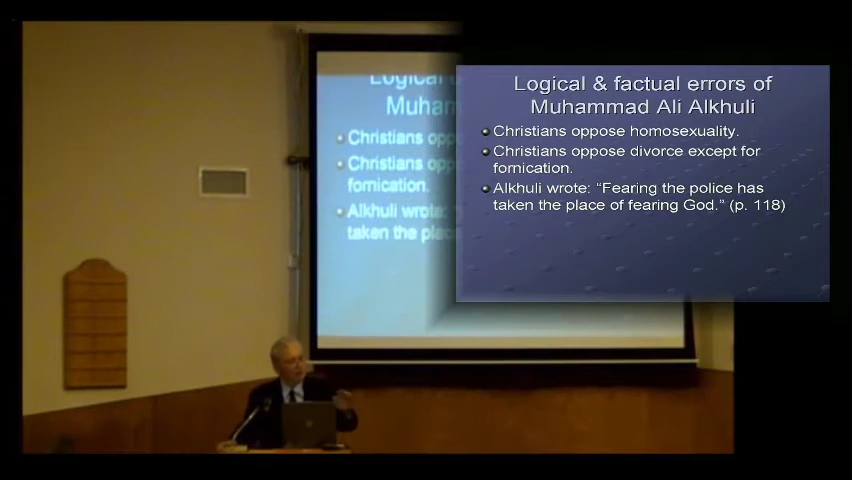 Logical
Muham
Christians opp
Christians opp
fornication.
Alkhuli wrote:
taken the plac
Logical & factual errors of
Muhammad Ali Alkhuli
Christians oppose homosexuality.
Christians oppose divorce except for
fornication.
Alkhuli wrote: “Fearing the police has
taken the place of fearing God.” (p. 118)